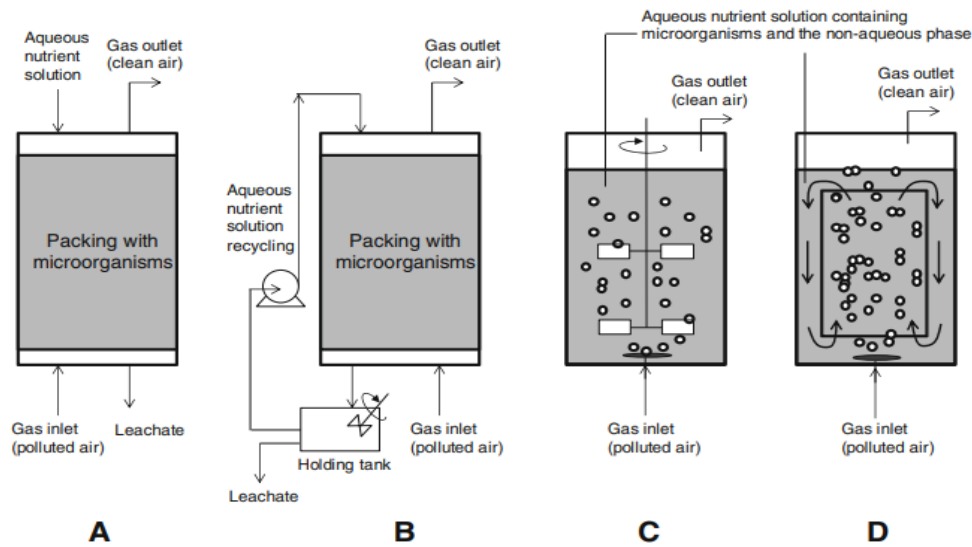 Aqueous
nutrient
solution
Gas outlet
(clean air)
Packing with
microorganisms
Gas inlet
(polluted air)
Leachate
A
Gas outlet
(clean air)
Aqueous
nutrient
solution
recycling
Packing with
microorganisms
Gas inlet
(polluted air)
Holding tank
Leachate
B
Aqueous nutrient solution containing
microorganisms and the non-aqueous phase
Gas outlet
(clean air)
Gas inlet
(polluted air)
C
Gas outlet
(clean air)
Gas inlet
(polluted air)
D